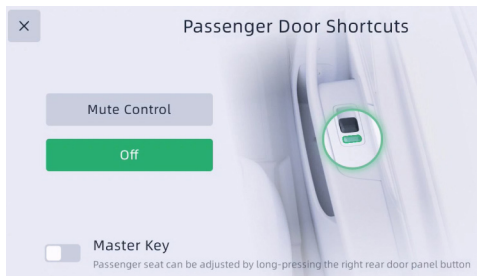 Passenger Door Shortcuts
Mute Control
Off
Master Key
Passenger seat can be adjusted by long-pressing the right rear door panel button